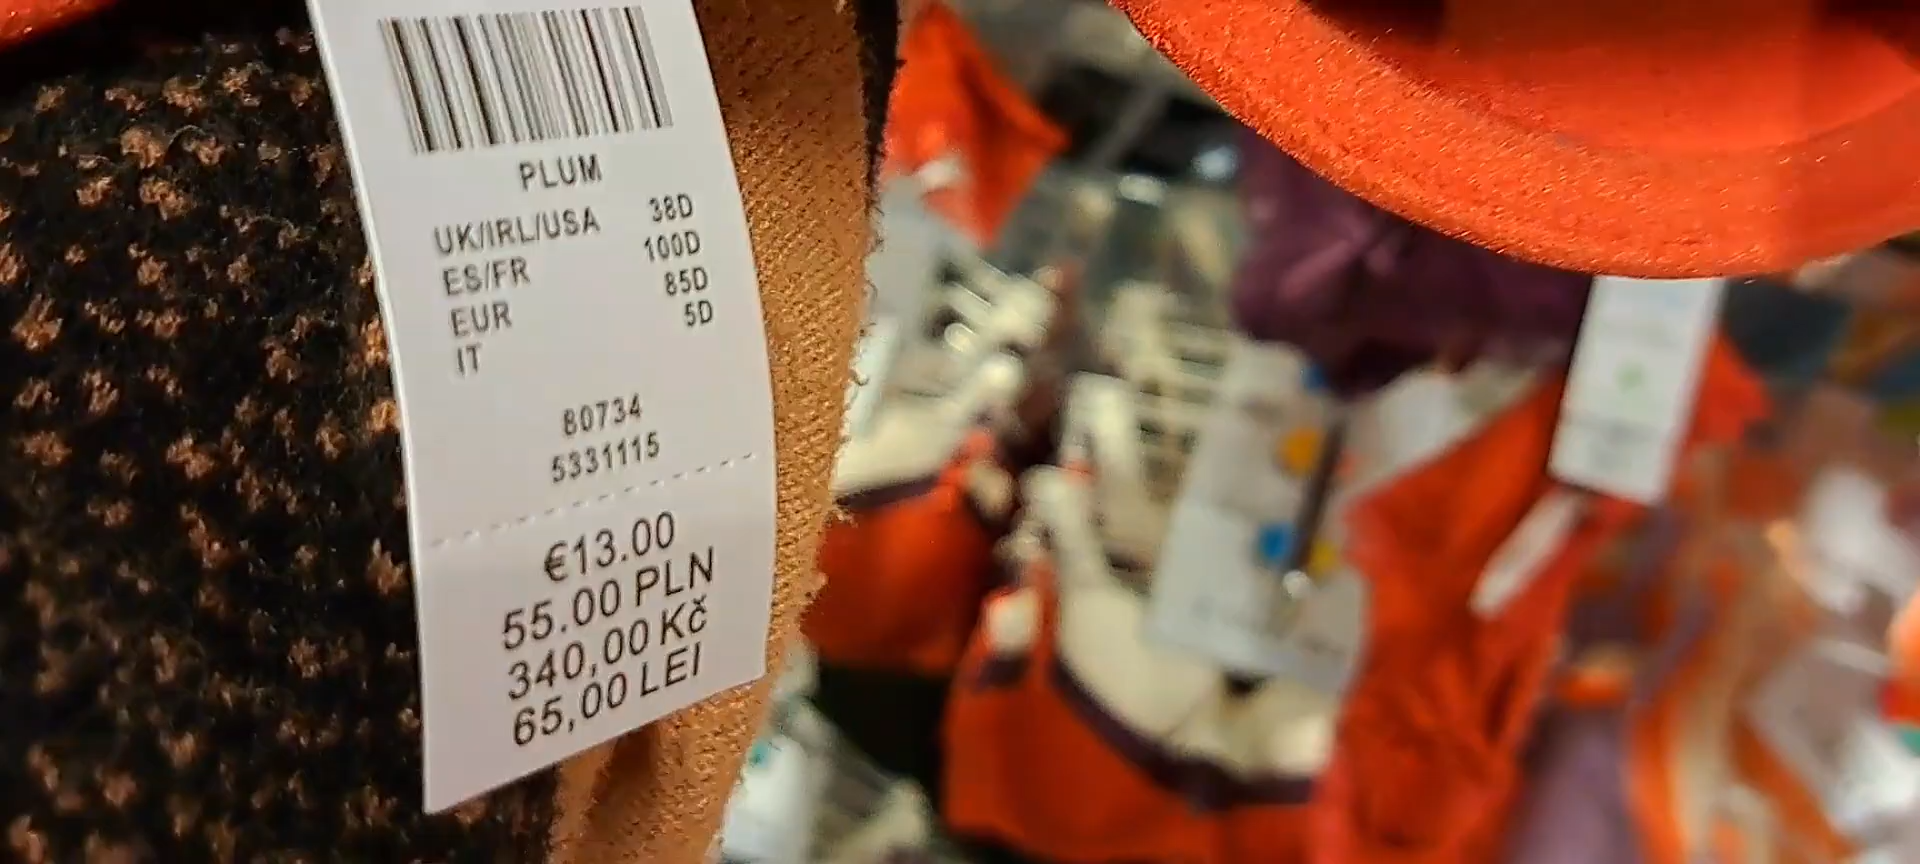 PLUM
UK/IRL/USA 38D
ES/FR 100D
EUR 85D
IT 5D
80734
5331115
€13.00
55.00 PLN
340,00 Kč
65,00 LEI